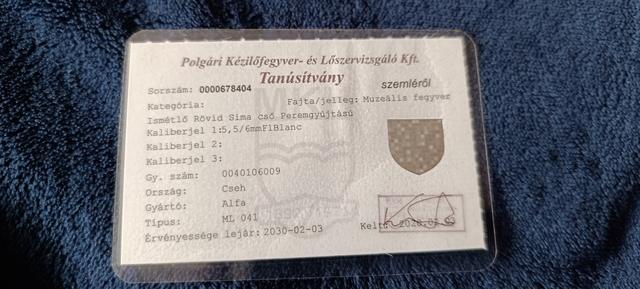 Polgári Kézilőfegyver- és Lőszervizsgáló Kft.
Tanúsítvány
Sorszám: 0000678404 szemléről
Kategória: Fajta/jelleg: Muzeális fegyver
Ismétlő Rövid Sima cső Peremgyújtású
Kaliberjel 1:5,5/6mmFlBlanc
Kaliberjel 2:
Kaliberjel 3:
Gy. szám: 0040106009
Ország: Cseh
Gyártó: Alfa
Típus: ML 041
Érvényessége lejár: 2030-02-03
Kelt: